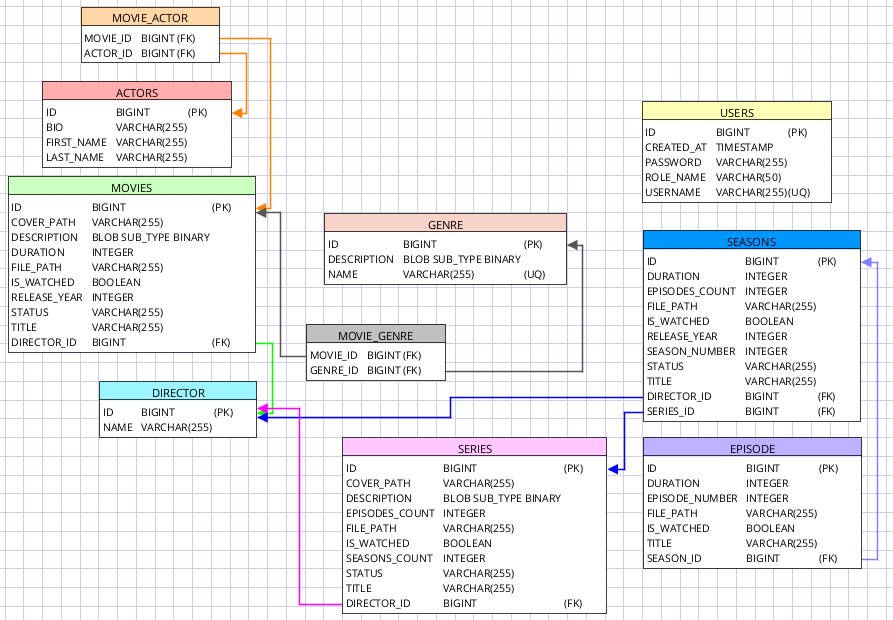 MOVIE_ACTOR
MOVIE_ID BIGINT (FK)
ACTOR_ID BIGINT (FK)
ACTORS
ID BIGINT (PK)
BIO VARCHAR(255)
FIRST_NAME VARCHAR(255)
LAST_NAME VARCHAR(255)
MOVIES
ID BIGINT (PK)
COVER_PATH VARCHAR(255)
DESCRIPTION BLOB SUB_TYPE BINARY
DURATION INTEGER
FILE_PATH VARCHAR(255)
IS_WATCHED BOOLEAN
RELEASE_YEAR INTEGER
STATUS VARCHAR(255)
TITLE VARCHAR(255)
DIRECTOR_ID BIGINT (FK)
DIRECTOR
ID BIGINT (PK)
NAME VARCHAR(255)
GENRE
ID BIGINT (PK)
DESCRIPTION BLOB SUB_TYPE BINARY
NAME VARCHAR(255) (UQ)
MOVIE_GENRE
MOVIE_ID BIGINT (FK)
GENRE_ID BIGINT (FK)
SERIES
ID BIGINT (PK)
COVER_PATH VARCHAR(255)
DESCRIPTION BLOB SUB_TYPE BINARY
EPISODES_COUNT INTEGER
FILE_PATH VARCHAR(255)
IS_WATCHED BOOLEAN
SEASONS_COUNT INTEGER
STATUS VARCHAR(255)
TITLE VARCHAR(255)
DIRECTOR_ID BIGINT (FK)
USERS
ID BIGINT (PK)
CREATED_AT TIMESTAMP
PASSWORD VARCHAR(255)
ROLE_NAME VARCHAR(50)
USERNAME VARCHAR(255)(UQ)
SEASONS
ID BIGINT (PK)
DURATION INTEGER
EPISODES_COUNT INTEGER
FILE_PATH VARCHAR(255)
IS_WATCHED BOOLEAN
RELEASE_YEAR INTEGER
SEASON_NUMBER INTEGER
STATUS VARCHAR(255)
TITLE VARCHAR(255)
DIRECTOR_ID BIGINT (FK)
SERIES_ID BIGINT (FK)
EPISODE
ID BIGINT (PK)
DURATION INTEGER
EPISODE_NUMBER INTEGER
FILE_PATH VARCHAR(255)
IS_WATCHED BOOLEAN
TITLE VARCHAR(255)
SEASON_ID BIGINT (FK)